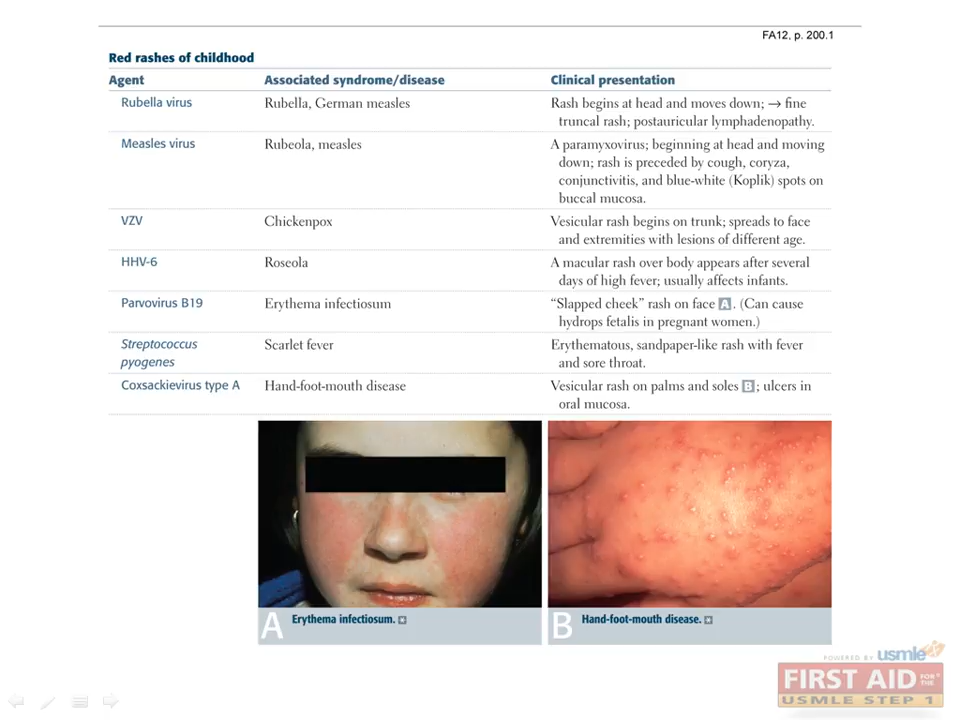 FA12, p. 200.1
Red rashes of childhood
Agent Associated syndrome/disease Clinical presentation
Rubella virus Rubella, German measles Rash begins at head and moves down; → fine
truncal rash; postauricular lymphadenopathy.
Measles virus Rubeola, measles A paramyxovirus; beginning at head and moving
down; rash is preceded by cough, coryza,
conjunctivitis, and blue-white (Koplik) spots on
buccal mucosa.
VZV Chickenpox Vesicular rash begins on trunk; spreads to face
and extremities with lesions of different age.
HHV-6 Roseola A macular rash over body appears after several
days of high fever; usually affects infants.
Parvovirus B19 Erythema infectiosum “Slapped cheek” rash on face A. (Can cause
hydrops fetalis in pregnant women.)
Streptococcus Scarlet fever Erythematous, sandpaper-like rash with fever
pyogenes and sore throat.
Coxsackievirus type A Hand-foot-mouth disease Vesicular rash on palms and soles B; ulcers in
oral mucosa.
A Erythema infectiosum.
B Hand-foot-mouth disease.
POWERED BY usmle
FIRST AID FOR THE
USMLE STEP 1